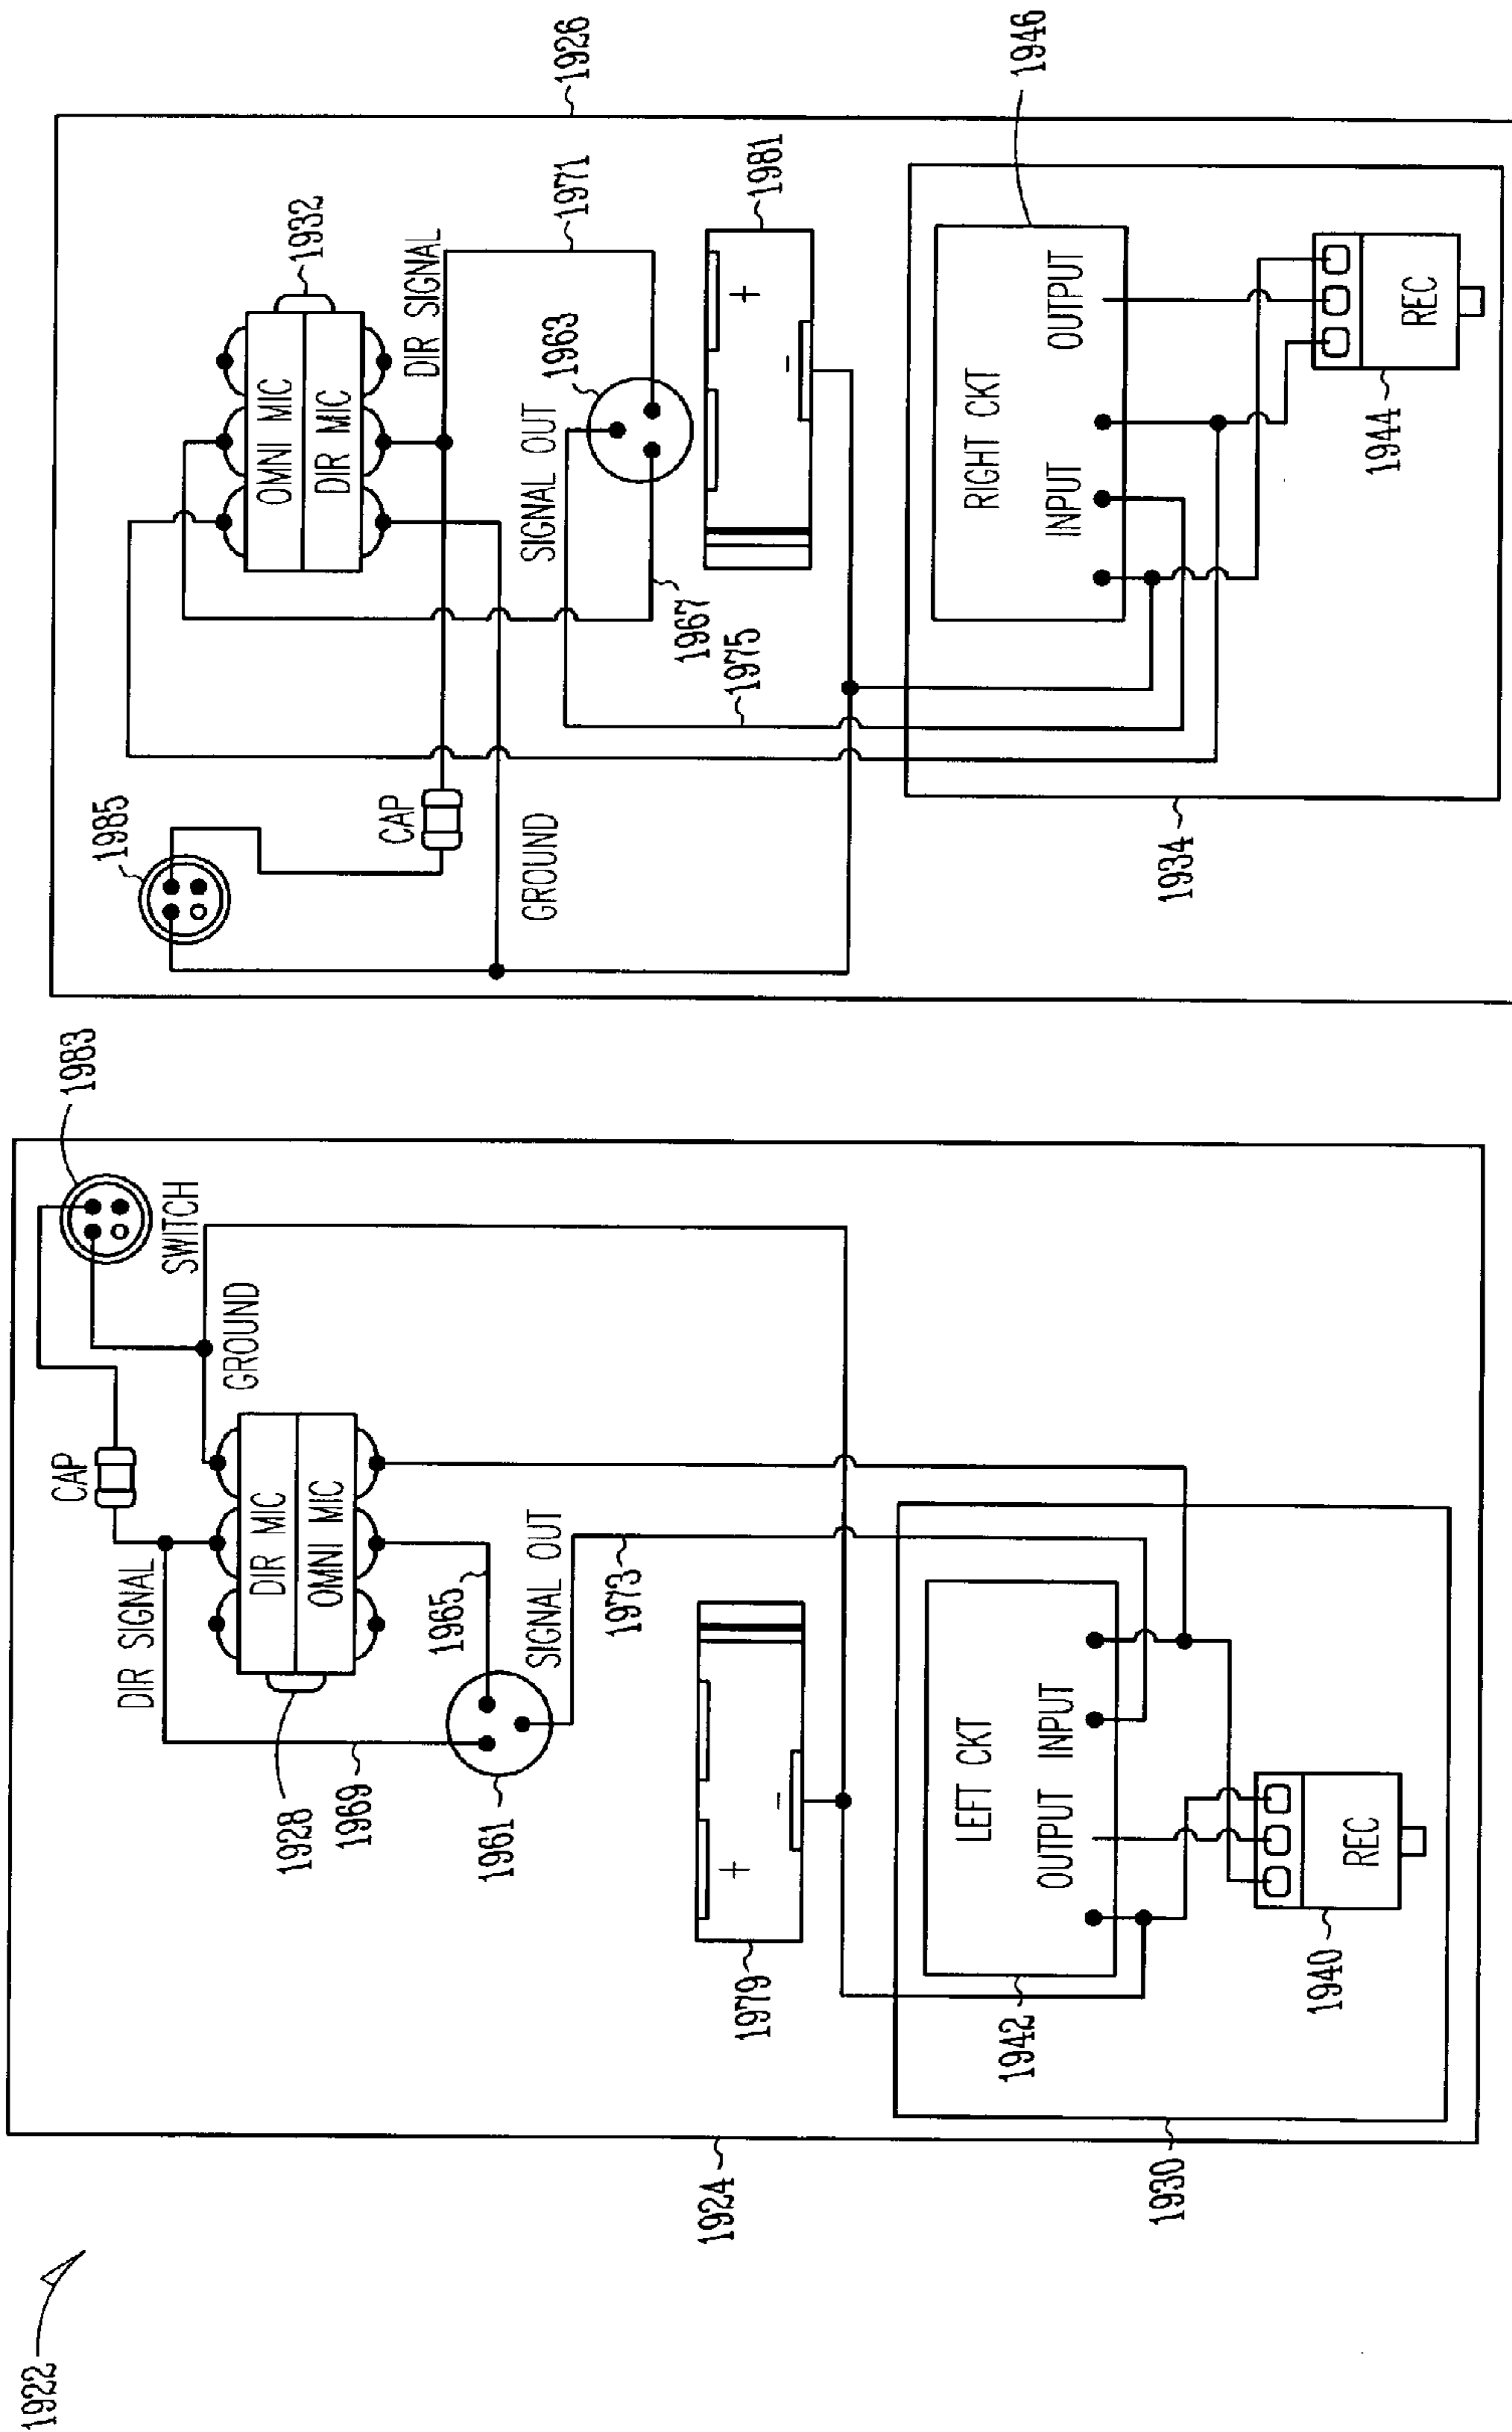 1922
1924
1983
CAP
SWITCH
DIR SIGNAL
GROUND
DIR MIC
OMNI MIC
1928
1969
1965
1961
SIGNAL OUT
1973
+
-
1979
LEFT CKT
OUTPUT INPUT
1942
REC
1940
1930
1926
1985
CAP
GROUND
OMNI MIC
DIR MIC
1932
DIR SIGNAL
1971
SIGNAL OUT
1963
1967
1975
+
-
1981
RIGHT CKT
INPUT
OUTPUT
1946
REC
1944
1934